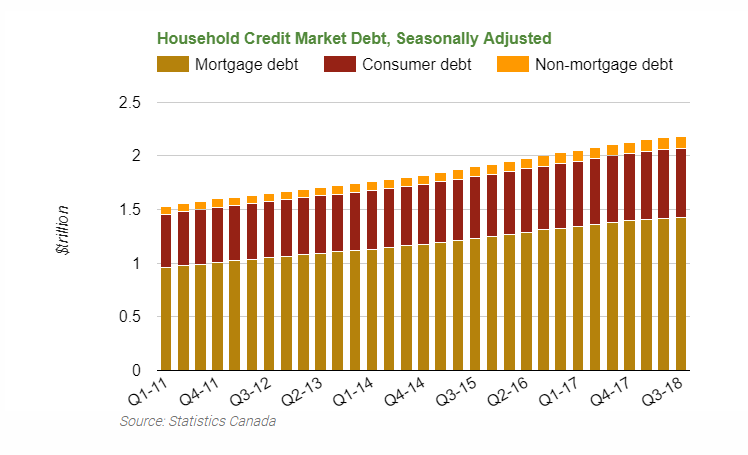 Household Credit Market Debt, Seasonally Adjusted
Mortgage debt Consumer debt Non-mortgage debt
2.5
2
1.5
1
0.5
0
$trillion
Q1-11 Q4-11 Q3-12 Q2-13 Q1-14 Q4-14 Q3-15 Q2-16 Q1-17 Q4-17 Q3-18
Source: Statistics Canada